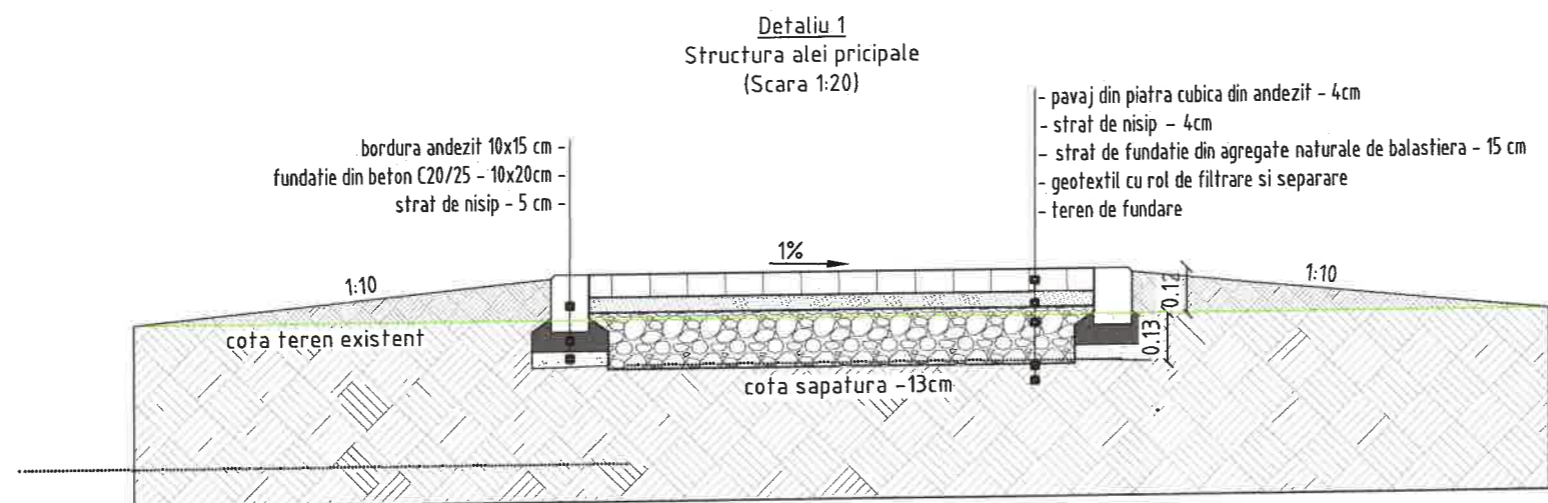 Detaliu 1
Structura alei pricipale
(Scara 1:20)
bordura andezit 10x15 cm -
fundatie din beton C20/25 - 10x20cm -
strat de nisip - 5 cm -
- pavaj din piatra cubica din andezit - 4cm
- strat de nisip - 4cm
- strat de fundatie din agregate naturale de balastiera - 15 cm
- geotextil cu rol de filtrare si separare
- teren de fundare
1%
1:10
1:10
0.12
0.13
cota teren existent
cota sapatura -13cm